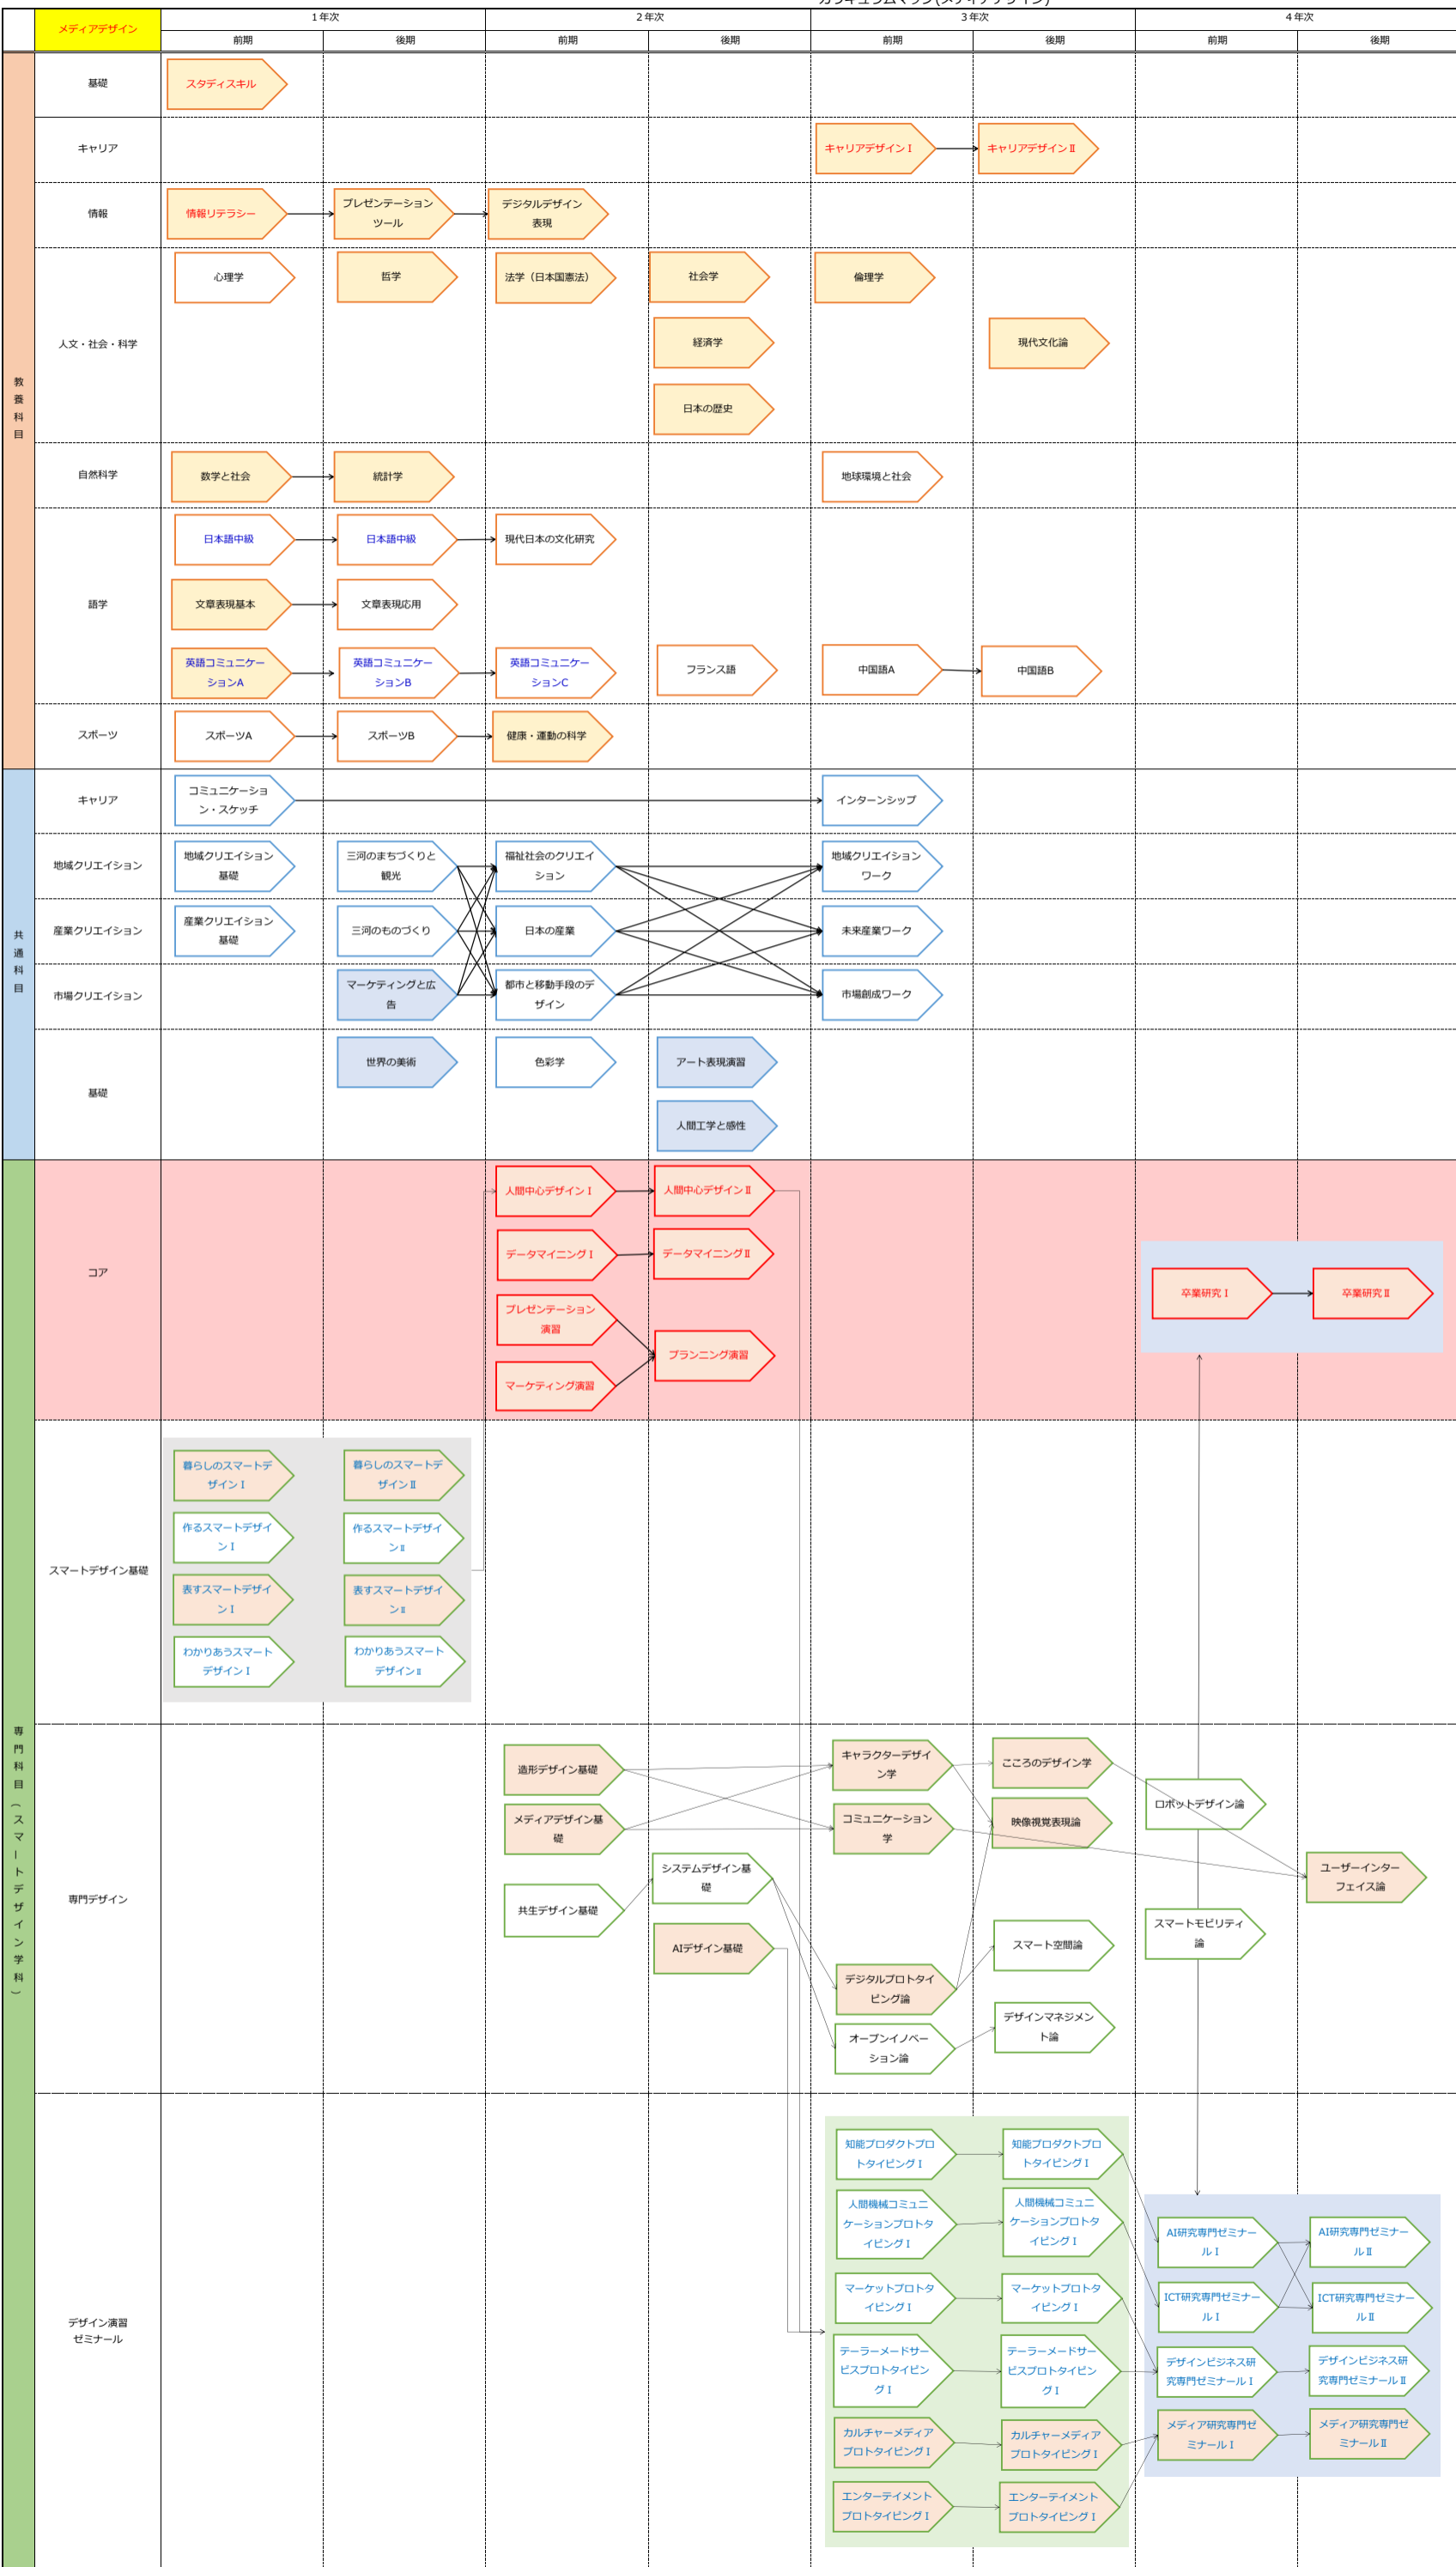 カリキュラムマップ(メディアデザイン)
メディアデザイン
1年次
2年次
3年次
4年次
前期
後期
前期
後期
前期
後期
前期
後期
教養科目
基礎
スタディスキル
キャリア
キャリアデザインⅠ
キャリアデザインⅡ
情報
情報リテラシー
プレゼンテーション
ツール
デジタルデザイン
表現
人文・社会・科学
心理学
哲学
法学（日本国憲法）
社会学
倫理学
経済学
現代文化論
日本の歴史
自然科学
数学と社会
統計学
地球環境と社会
語学
日本語中級
日本語中級
現代日本の文化研究
文章表現基本
文章表現応用
英語コミュニケー
ションA
英語コミュニケー
ションB
英語コミュニケー
ションC
フランス語
中国語A
中国語B
スポーツ
スポーツA
スポーツB
健康・運動の科学
共通科目
キャリア
コミュニケーショ
ン・スケッチ
インターンシップ
地域クリエイション
地域クリエイション
基礎
三河のまちづくりと
観光
福祉社会のクリエイ
ション
地域クリエイション
ワーク
産業クリエイション
産業クリエイション
基礎
三河のものづくり
日本の産業
未来産業ワーク
市場クリエイション
マーケティングと広
告
都市と移動手段のデ
ザイン
市場創成ワーク
基礎
世界の美術
色彩学
アート表現演習
人間工学と感性
専門科目（スマートデザイン学科）
コア
人間中心デザインⅠ
人間中心デザインⅡ
データマイニングⅠ
データマイニングⅡ
プレゼンテーション
演習
プランニング演習
マーケティング演習
卒業研究Ⅰ
卒業研究Ⅱ
スマートデザイン基礎
暮らしのスマートデ
ザインⅠ
暮らしのスマートデ
ザインⅡ
作るスマートデザイ
ンⅠ
作るスマートデザイ
ンⅡ
表すスマートデザイ
ンⅠ
表すスマートデザイ
ンⅡ
わかりあうスマート
デザインⅠ
わかりあうスマート
デザインⅡ
専門デザイン
造形デザイン基礎
キャラクターデザイ
ン学
こころのデザイン学
ロボットデザイン論
メディアデザイン基
礎
コミュニケーション
学
映像視覚表現論
ユーザーインター
フェイス論
共生デザイン基礎
システムデザイン基
礎
AIデザイン基礎
スマート空間論
スマートモビリティ
論
デジタルプロトタイ
ピング論
オープンイノベー
ション論
デザインマネジメン
ト論
デザイン演習
ゼミナール
知能プロダクトプロ
トタイピングⅠ
知能プロダクトプロ
トタイピングⅠ
人間機械コミュニ
ケーションプロトタ
イピングⅠ
人間機械コミュニ
ケーションプロトタ
イピングⅠ
AI研究専門ゼミナー
ルⅠ
AI研究専門ゼミナー
ルⅡ
マーケットプロトタ
イピングⅠ
マーケットプロトタ
イピングⅠ
ICT研究専門ゼミナー
ルⅠ
ICT研究専門ゼミナー
ルⅡ
テーラーメードサー
ビスプロトタイピン
グⅠ
テーラーメードサー
ビスプロトタイピン
グⅠ
デザインビジネス研
究専門ゼミナールⅠ
デザインビジネス研
究専門ゼミナールⅡ
カルチャーメディア
プロトタイピングⅠ
カルチャーメディア
プロトタイピングⅠ
メディア研究専門ゼ
ミナールⅠ
メディア研究専門ゼ
ミナールⅡ
エンターテイメント
プロトタイピングⅠ
エンターテイメント
プロトタイピングⅠ